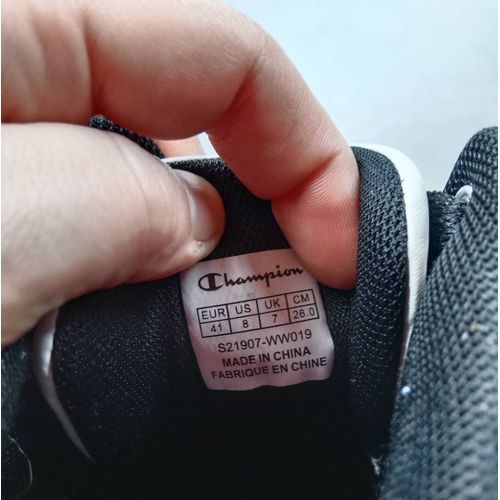 Champion
EUR US UK CM
41 8 7 26.0
S21907-WW019
MADE IN CHINA
FABRIQUE EN CHINE